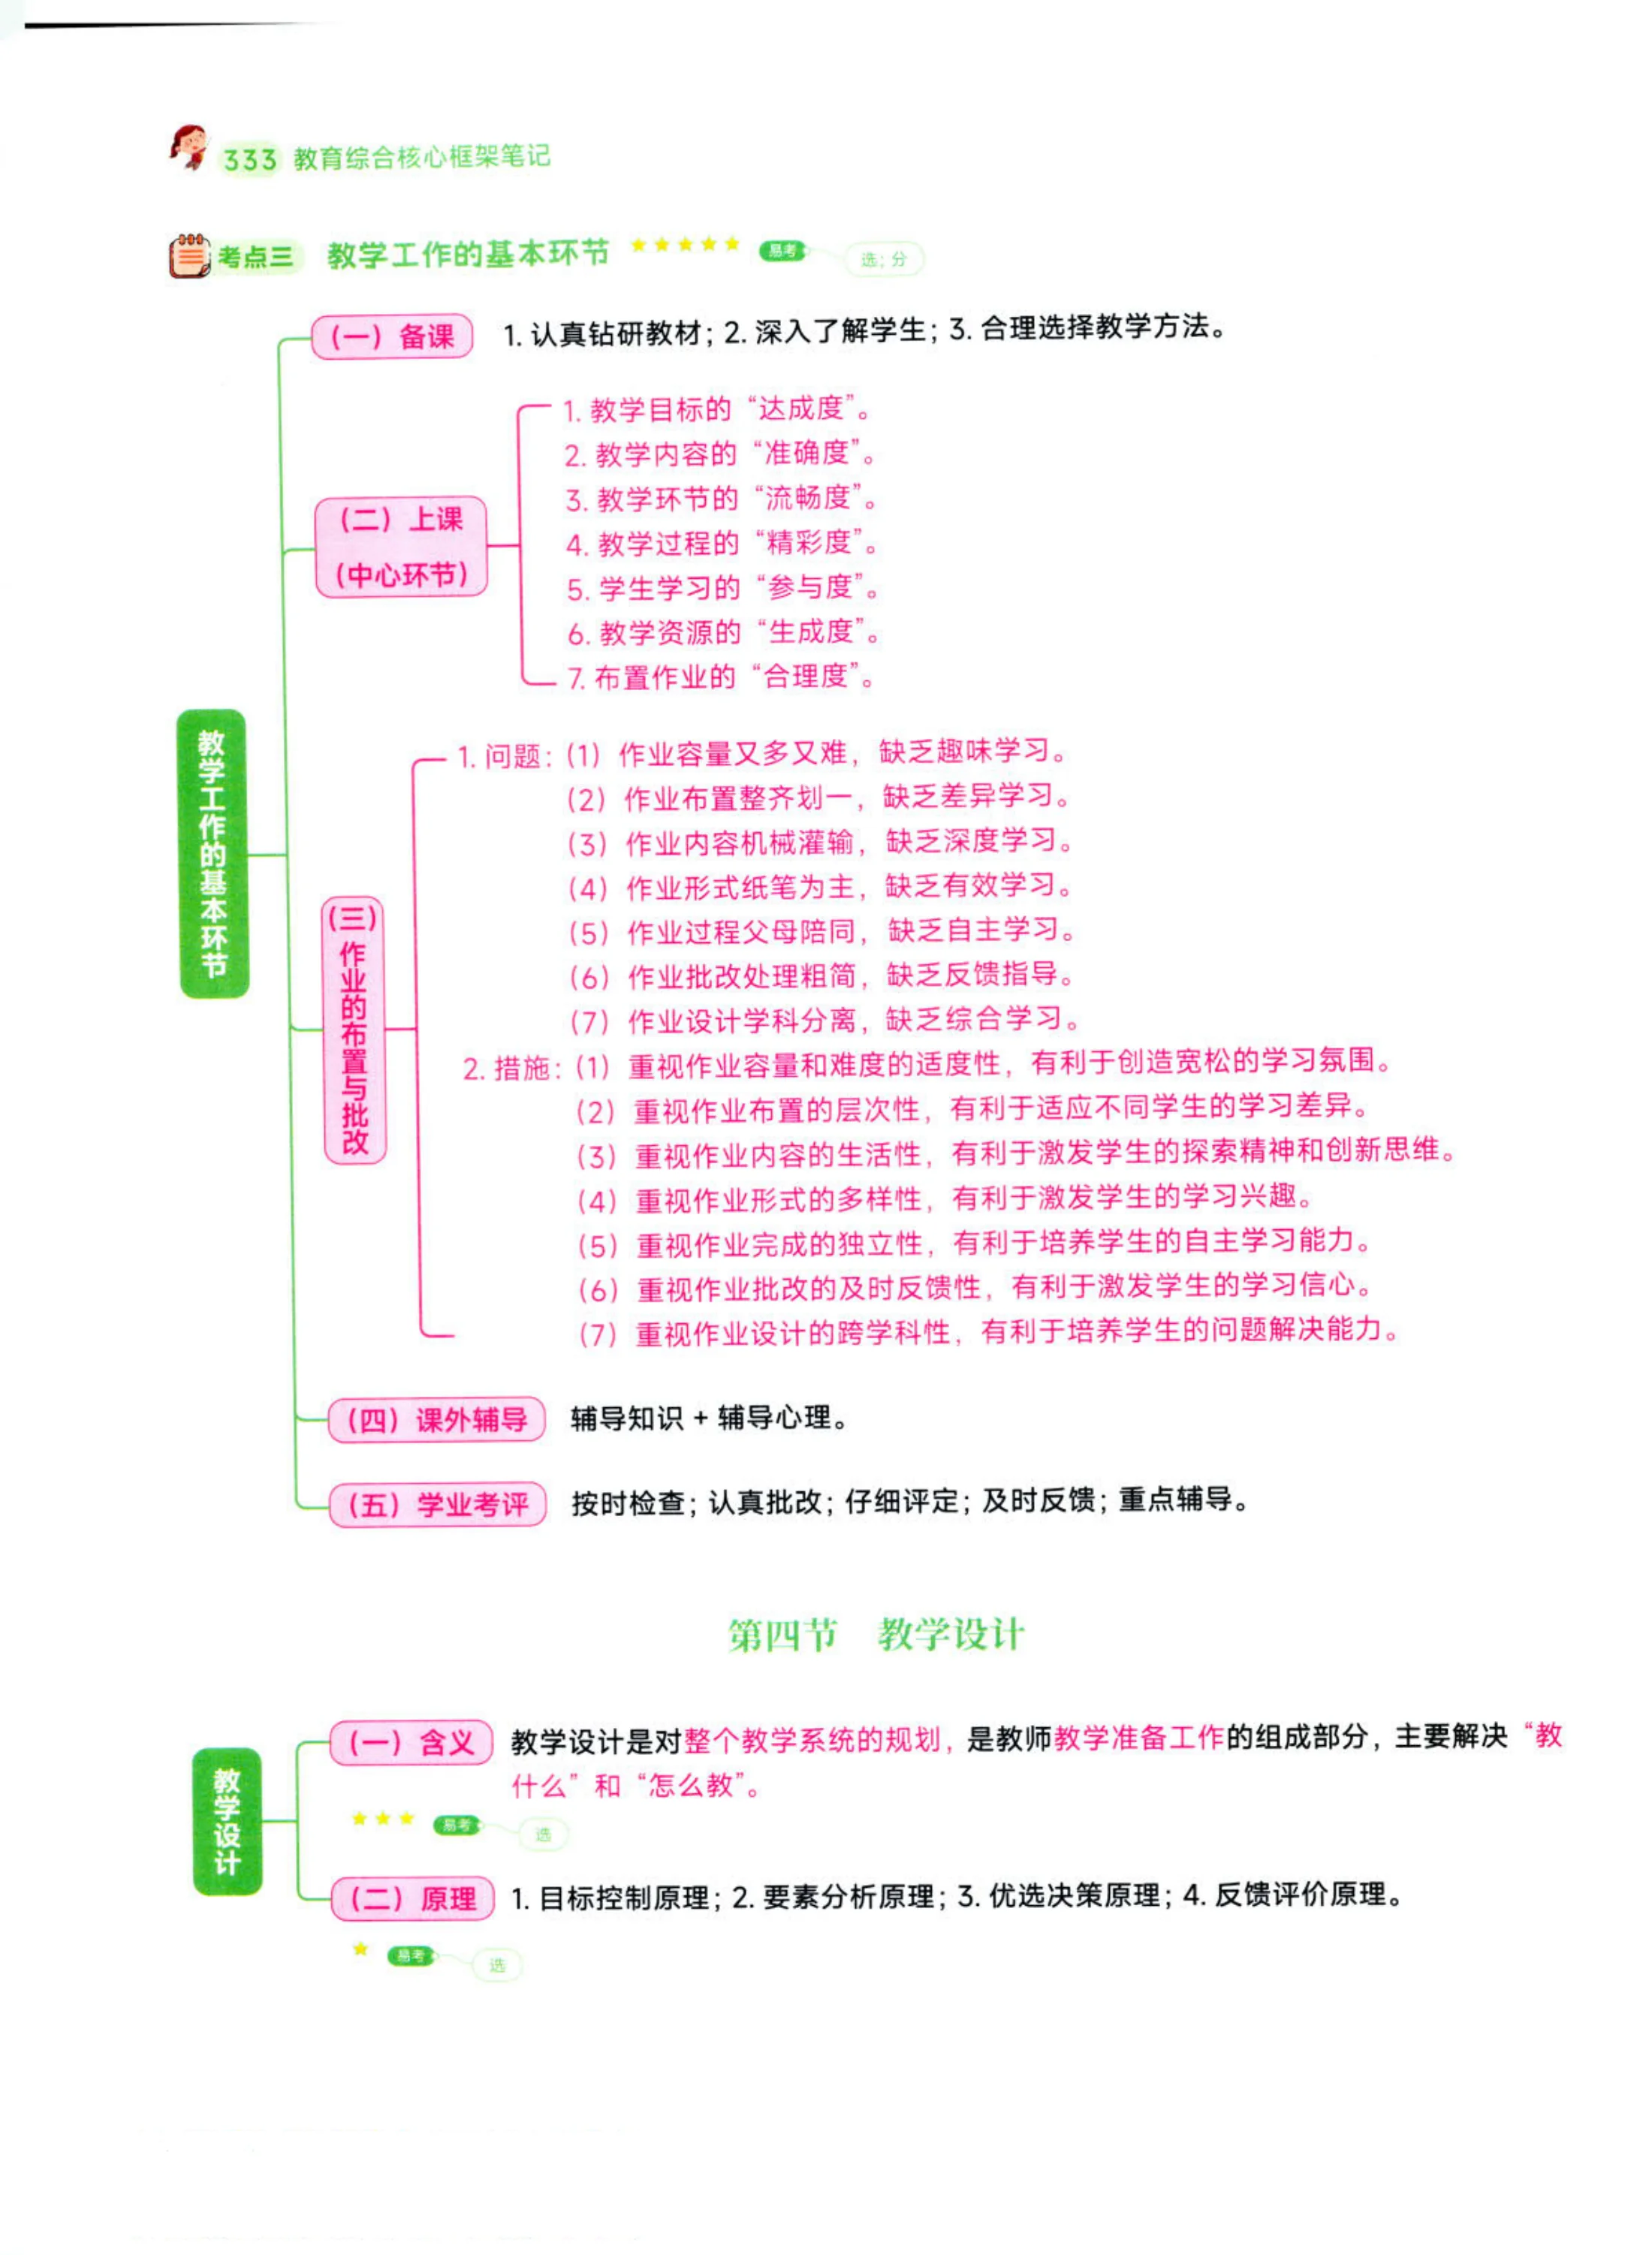 333 教育综合核心框架笔记
考点三 教学工作的基本环节 易考 选；分
教学工作的基本环节
（一）备课 1. 认真钻研教材；2. 深入了解学生；3. 合理选择教学方法。
（二）上课
（中心环节）
1. 教学目标的“达成度”。
2. 教学内容的“准确度”。
3. 教学环节的“流畅度”。
4. 教学过程的“精彩度”。
5. 学生学习的“参与度”。
6. 教学资源的“生成度”。
7. 布置作业的“合理度”。
（三）作业的布置与批改
1. 问题：（1）作业容量又多又难，缺乏趣味学习。
（2）作业布置整齐划一，缺乏差异学习。
（3）作业内容机械灌输，缺乏深度学习。
（4）作业形式纸笔为主，缺乏有效学习。
（5）作业过程父母陪同，缺乏自主学习。
（6）作业批改处理粗简，缺乏反馈指导。
（7）作业设计学科分离，缺乏综合学习。
2. 措施：（1）重视作业容量和难度的适度性，有利于创造宽松的学习氛围。
（2）重视作业布置的层次性，有利于适应不同学生的学习差异。
（3）重视作业内容的生活性，有利于激发学生的探索精神和创新思维。
（4）重视作业形式的多样性，有利于激发学生的学习兴趣。
（5）重视作业完成的独立性，有利于培养学生的自主学习能力。
（6）重视作业批改的及时反馈性，有利于激发学生的学习信心。
（7）重视作业设计的跨学科性，有利于培养学生的问题解决能力。
（四）课外辅导 辅导知识 + 辅导心理。
（五）学业考评 按时检查；认真批改；仔细评定；及时反馈；重点辅导。
第四节 教学设计
教学设计
（一）含义 教学设计是对整个教学系统的规划，是教师教学准备工作的组成部分，主要解决“教
什么”和“怎么教”。
易考 选
（二）原理 1. 目标控制原理；2. 要素分析原理；3. 优选决策原理；4. 反馈评价原理。
易考 选